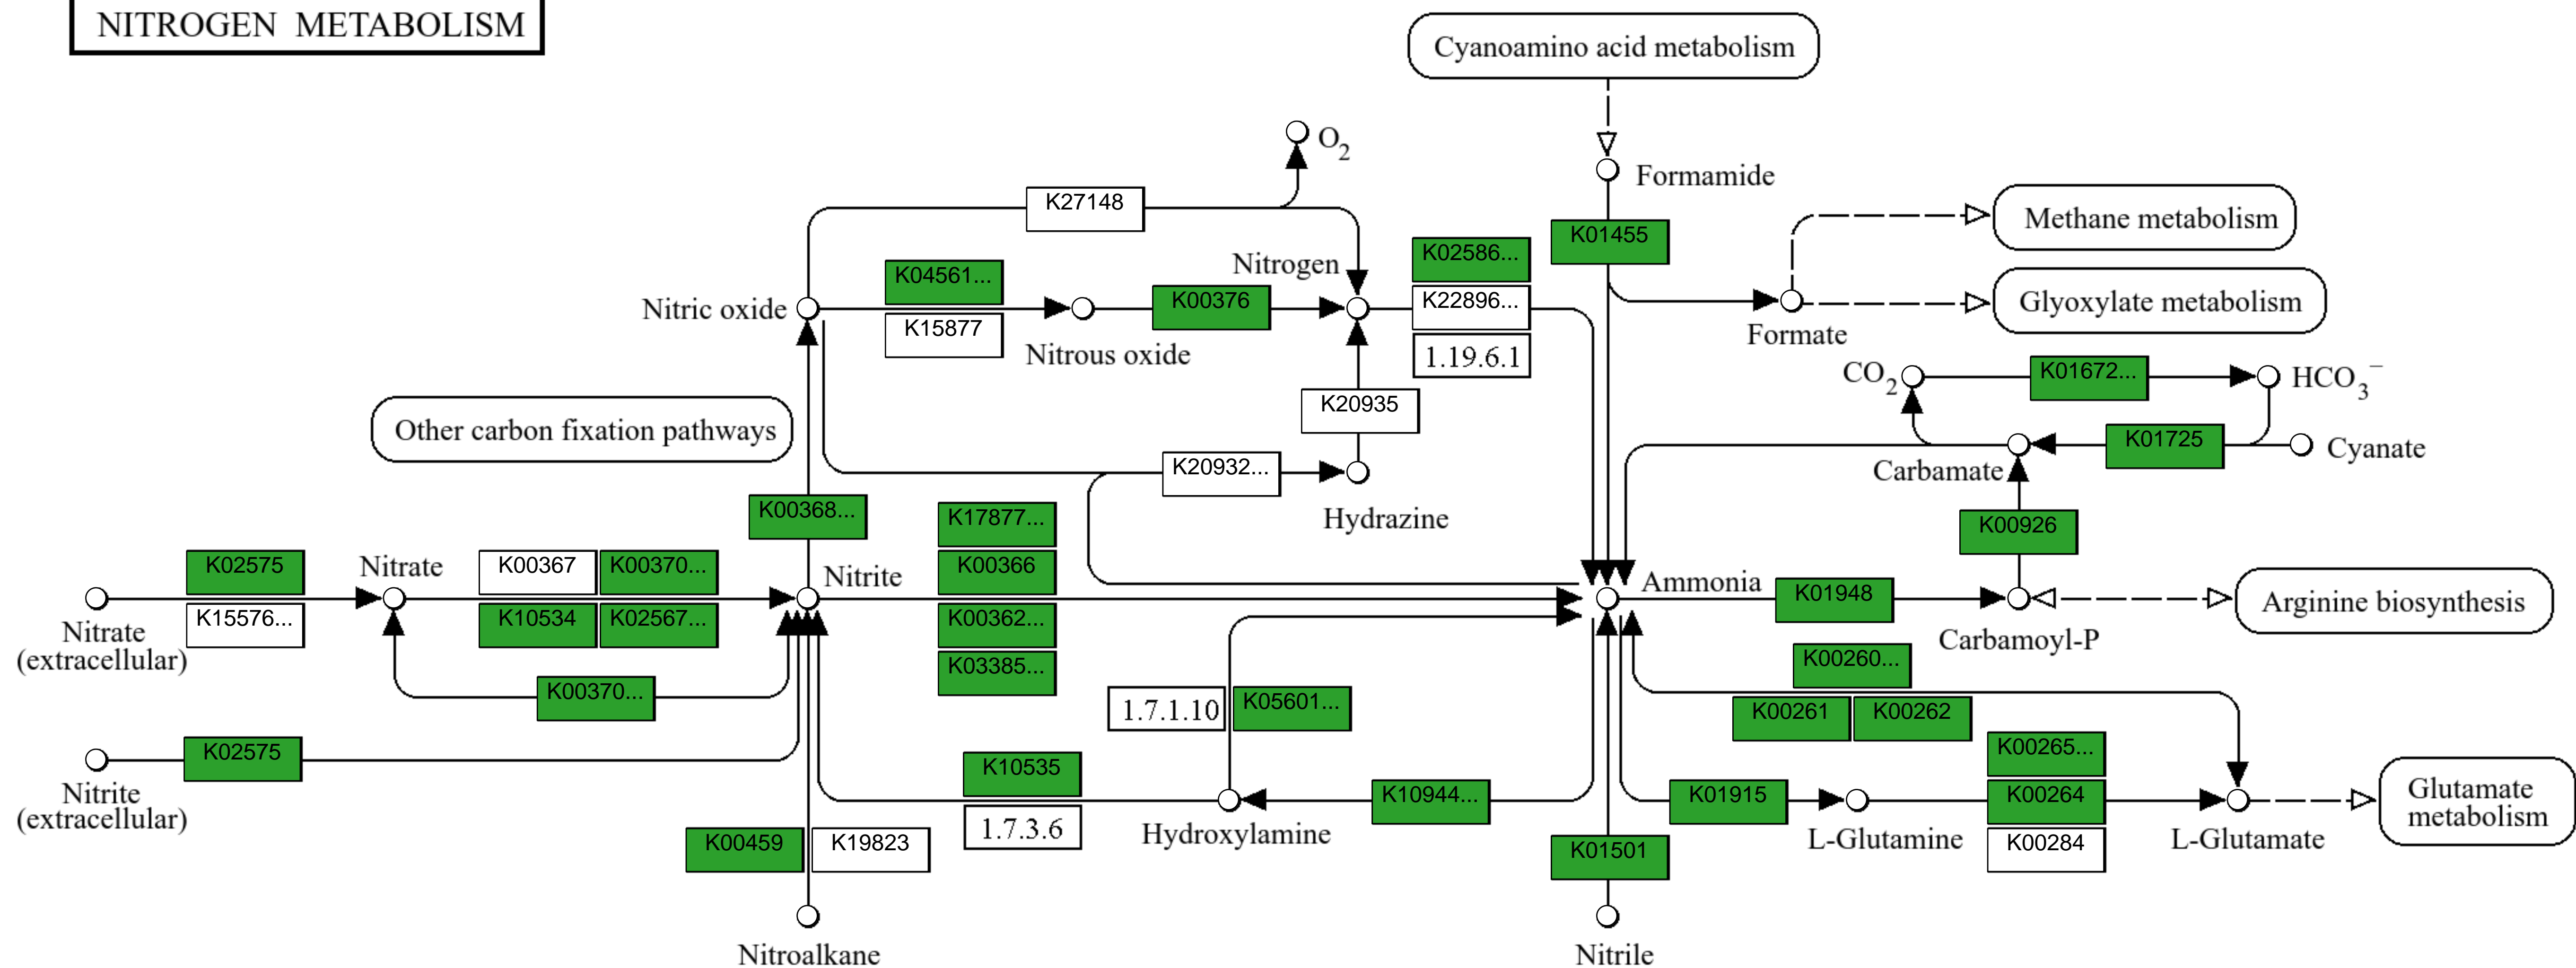 NITROGEN METABOLISM
Cyanoamino acid metabolism
O2
Formamide
K27148
K01455
Methane metabolism
K02586...
Nitrogen
K04561...
K00376
K22896...
Nitric oxide
K15877
Nitrous oxide
1.19.6.1
Glyoxylate metabolism
Formate
CO2
K01672...
HCO3−
K20935
Other carbon fixation pathways
K01725
Cyanate
Carbamate
K20932...
Hydrazine
K00368...
K17877...
K00926
K02575
Nitrate
K00367
K00370...
Nitrite
K00366
Ammonia
K01948
Arginine biosynthesis
Nitrate
(extracellular)
K15576...
K10534
K02567...
K00362...
Carbamoyl-P
K03385...
K00260...
K00370...
1.7.1.10
K05601...
K00261
K00262
K02575
Nitrite
(extracellular)
K10535
K00265...
K10944...
K01915
K00264
Glutamate
metabolism
1.7.3.6
Hydroxylamine
L-Glutamine
L-Glutamate
K00459
K19823
K01501
K00284
Nitroalkane
Nitrile